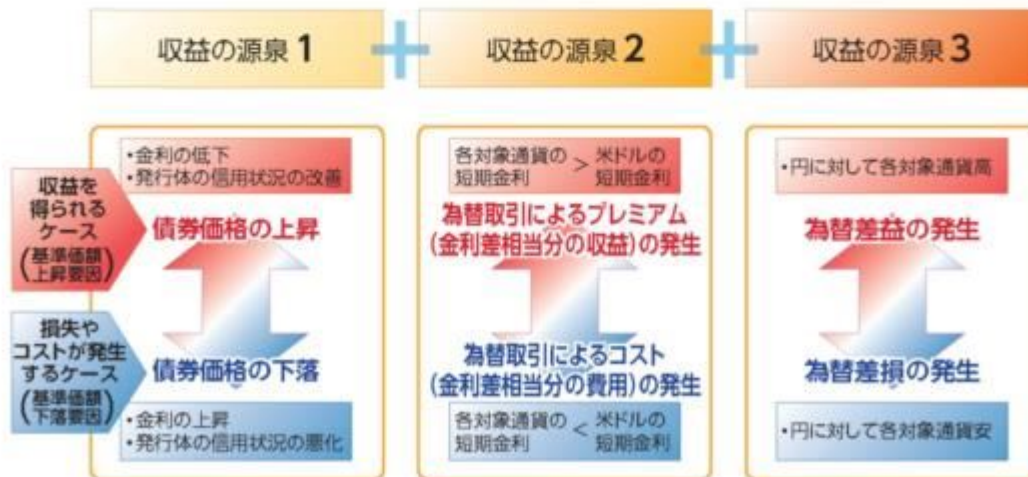 収益の源泉1
+
収益の源泉2
+
収益の源泉3
収益を
得られる
ケース
(基準価額
上昇要因)
・金利の低下
・発行体の信用状況の改善
債券価格の上昇
各対象通貨の
短期金利
>
米ドルの
短期金利
為替取引によるプレミアム
(金利差相当分の収益)の発生
・円に対して各対象通貨高
為替差益の発生
損失や
コストが発生
するケース
(基準価額
下落要因)
債券価格の下落
・金利の上昇
・発行体の信用状況の悪化
為替取引によるコスト
(金利差相当分の費用)の発生
各対象通貨の
短期金利
<
米ドルの
短期金利
為替差損の発生
・円に対して各対象通貨安